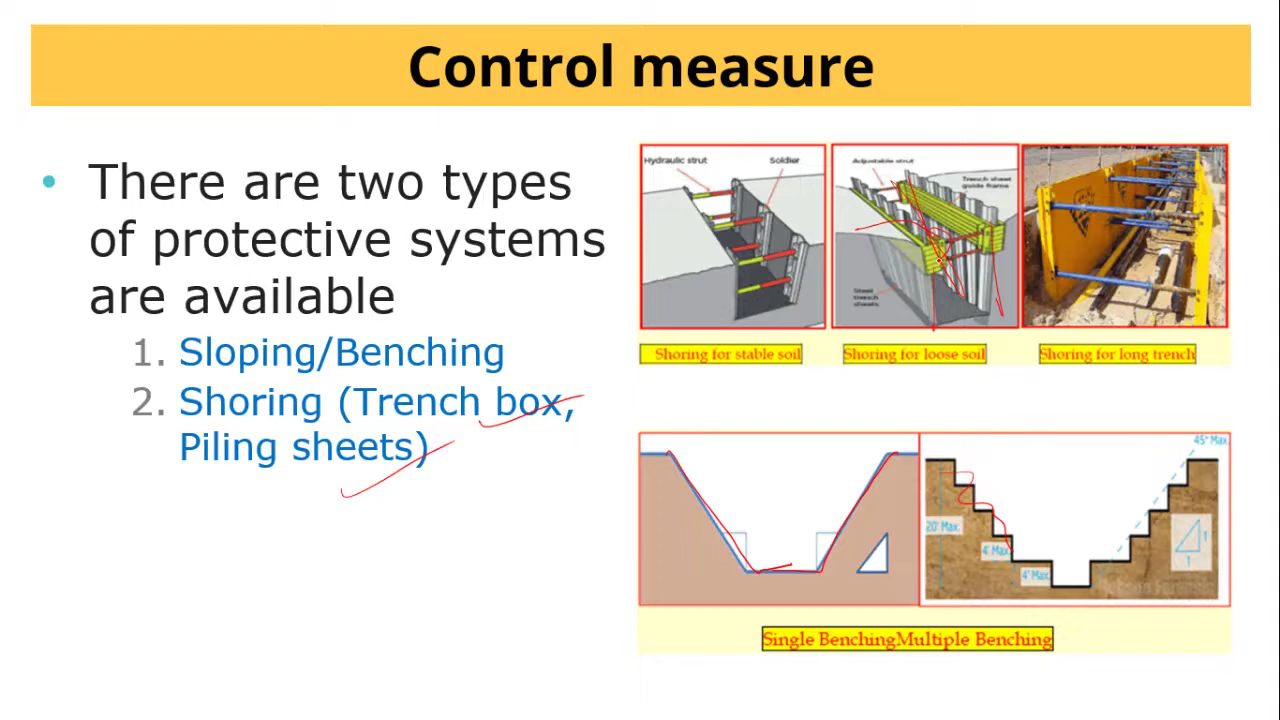 Control measure
• There are two types
of protective systems
are available
1. Sloping/Benching
2. Shoring (Trench box,
Piling sheets)
Hydraulic strut
Soldier
Adjustable strut
Trench sheet
guide frame
Steel
trench
sheets
Shoring for stable soil
Shoring for loose soil
Shoring for long trench
45° Max.
20' Max.
4' Max.
4' Max.
1
1
Single BenchingMultiple Benching